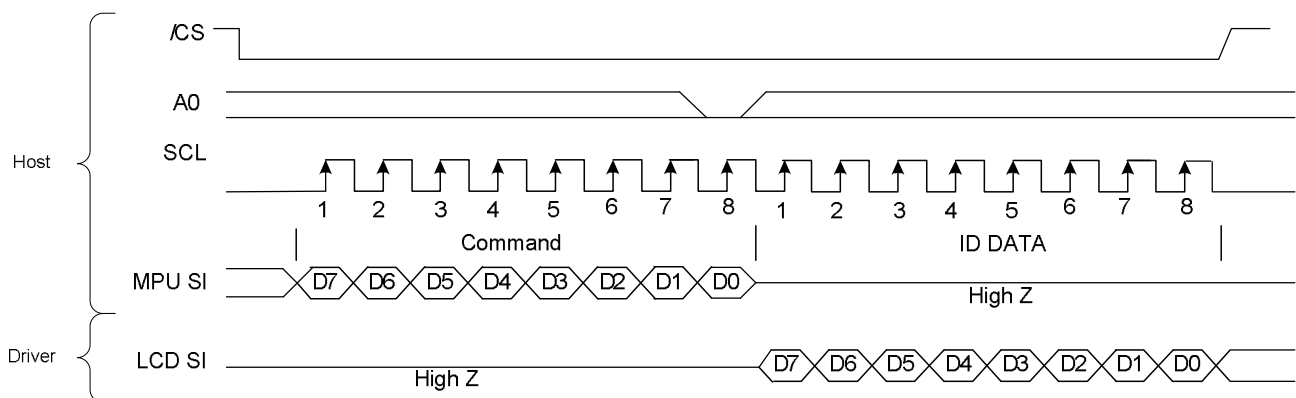 /CS
A0
SCL
Host
1 2 3 4 5 6 7 8 1 2 3 4 5 6 7 8
Command ID DATA
MPU SI D7 D6 D5 D4 D3 D2 D1 D0
High Z
Driver
LCD SI D7 D6 D5 D4 D3 D2 D1 D0
High Z